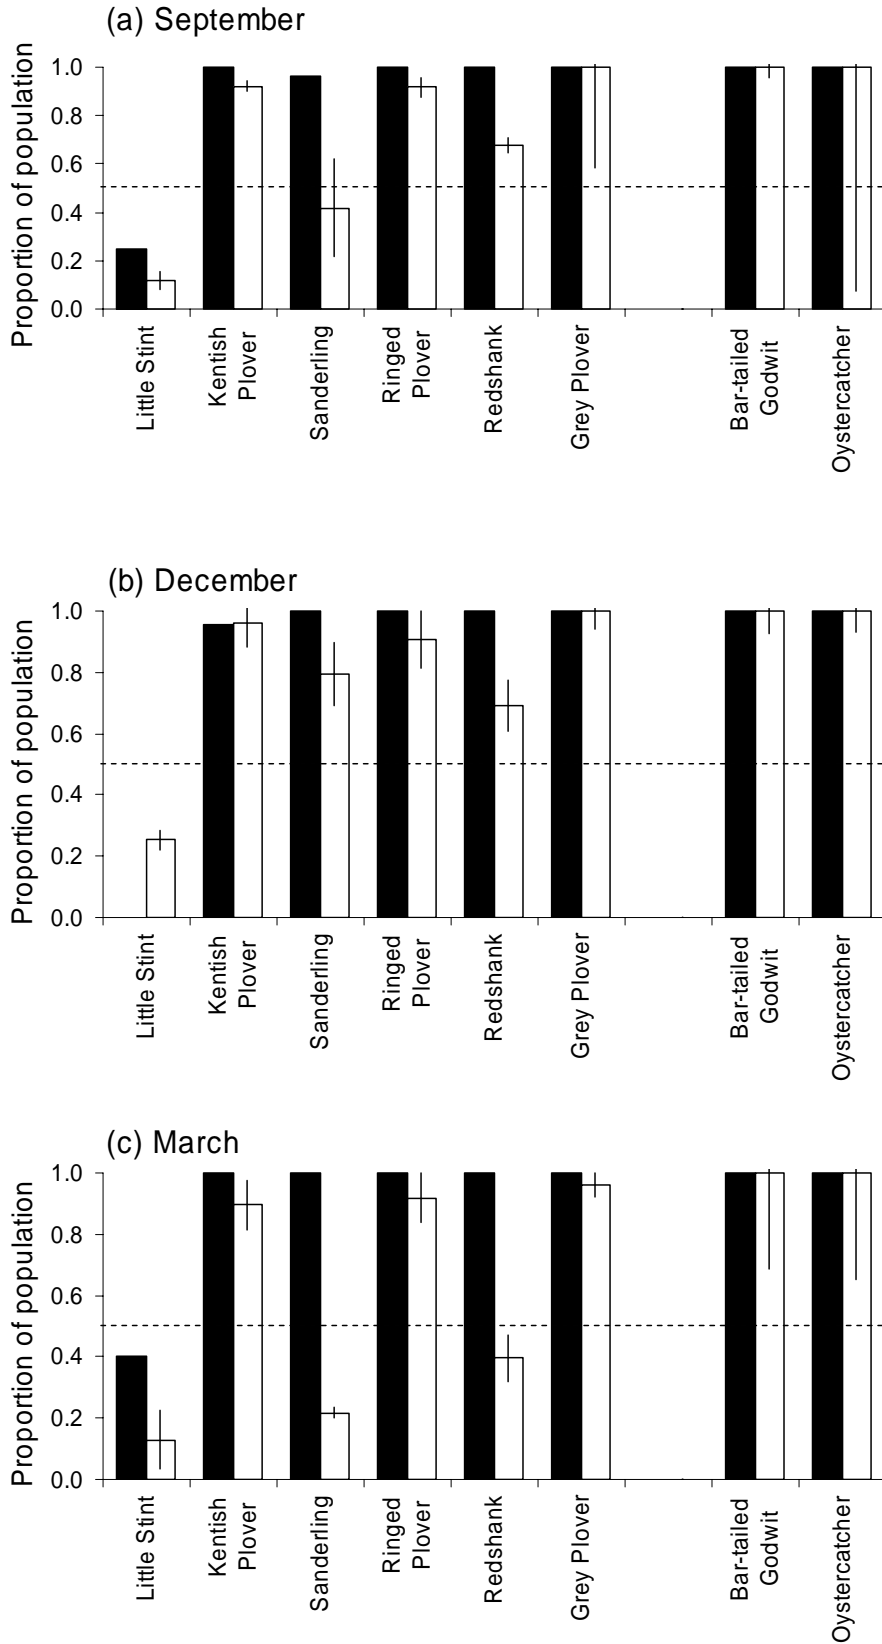 (a) September
Proportion of population
1.0
0.8
0.6
0.4
0.2
0.0
Little Stint
Kentish
Plover
Sanderling
Ringed
Plover
Redshank
Grey Plover
Bar-tailed
Godwit
Oystercatcher
(b) December
Proportion of population
1.0
0.8
0.6
0.4
0.2
0.0
Little Stint
Kentish
Plover
Sanderling
Ringed
Plover
Redshank
Grey Plover
Bar-tailed
Godwit
Oystercatcher
(c) March
Proportion of population
1.0
0.8
0.6
0.4
0.2
0.0
Little Stint
Kentish
Plover
Sanderling
Ringed
Plover
Redshank
Grey Plover
Bar-tailed
Godwit
Oystercatcher